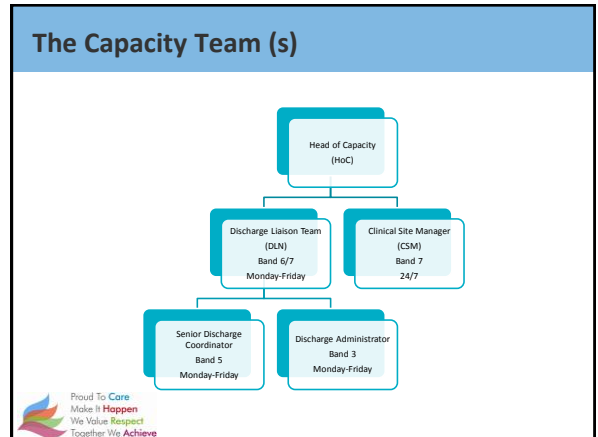 The Capacity Team (s)
Head of Capacity
(HoC)
Discharge Liaison Team
(DLN)
Band 6/7
Monday-Friday
Clinical Site Manager
(CSM)
Band 7
24/7
Senior Discharge
Coordinator
Band 5
Monday-Friday
Discharge Administrator
Band 3
Monday-Friday
Proud To Care
Make It Happen
We Value Respect
Together We Achieve